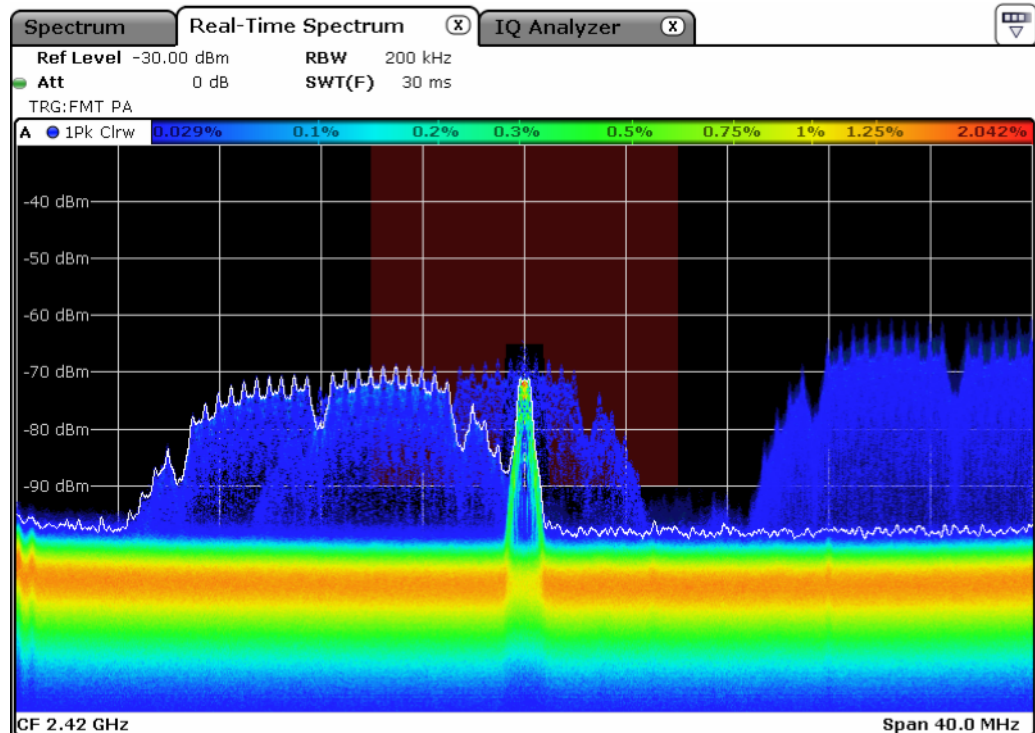 Spectrum Real-Time Spectrum X IQ Analyzer X
Ref Level -30.00 dBm RBW 200 kHz
Att 0 dB SWT(F) 30 ms
TRG:FMT PA
A 1Pk Clrw 0.029% 0.1% 0.2% 0.3% 0.5% 0.75% 1% 1.25% 2.042%
-40 dBm
-50 dBm
-60 dBm
-70 dBm
-80 dBm
-90 dBm
CF 2.42 GHz Span 40.0 MHz